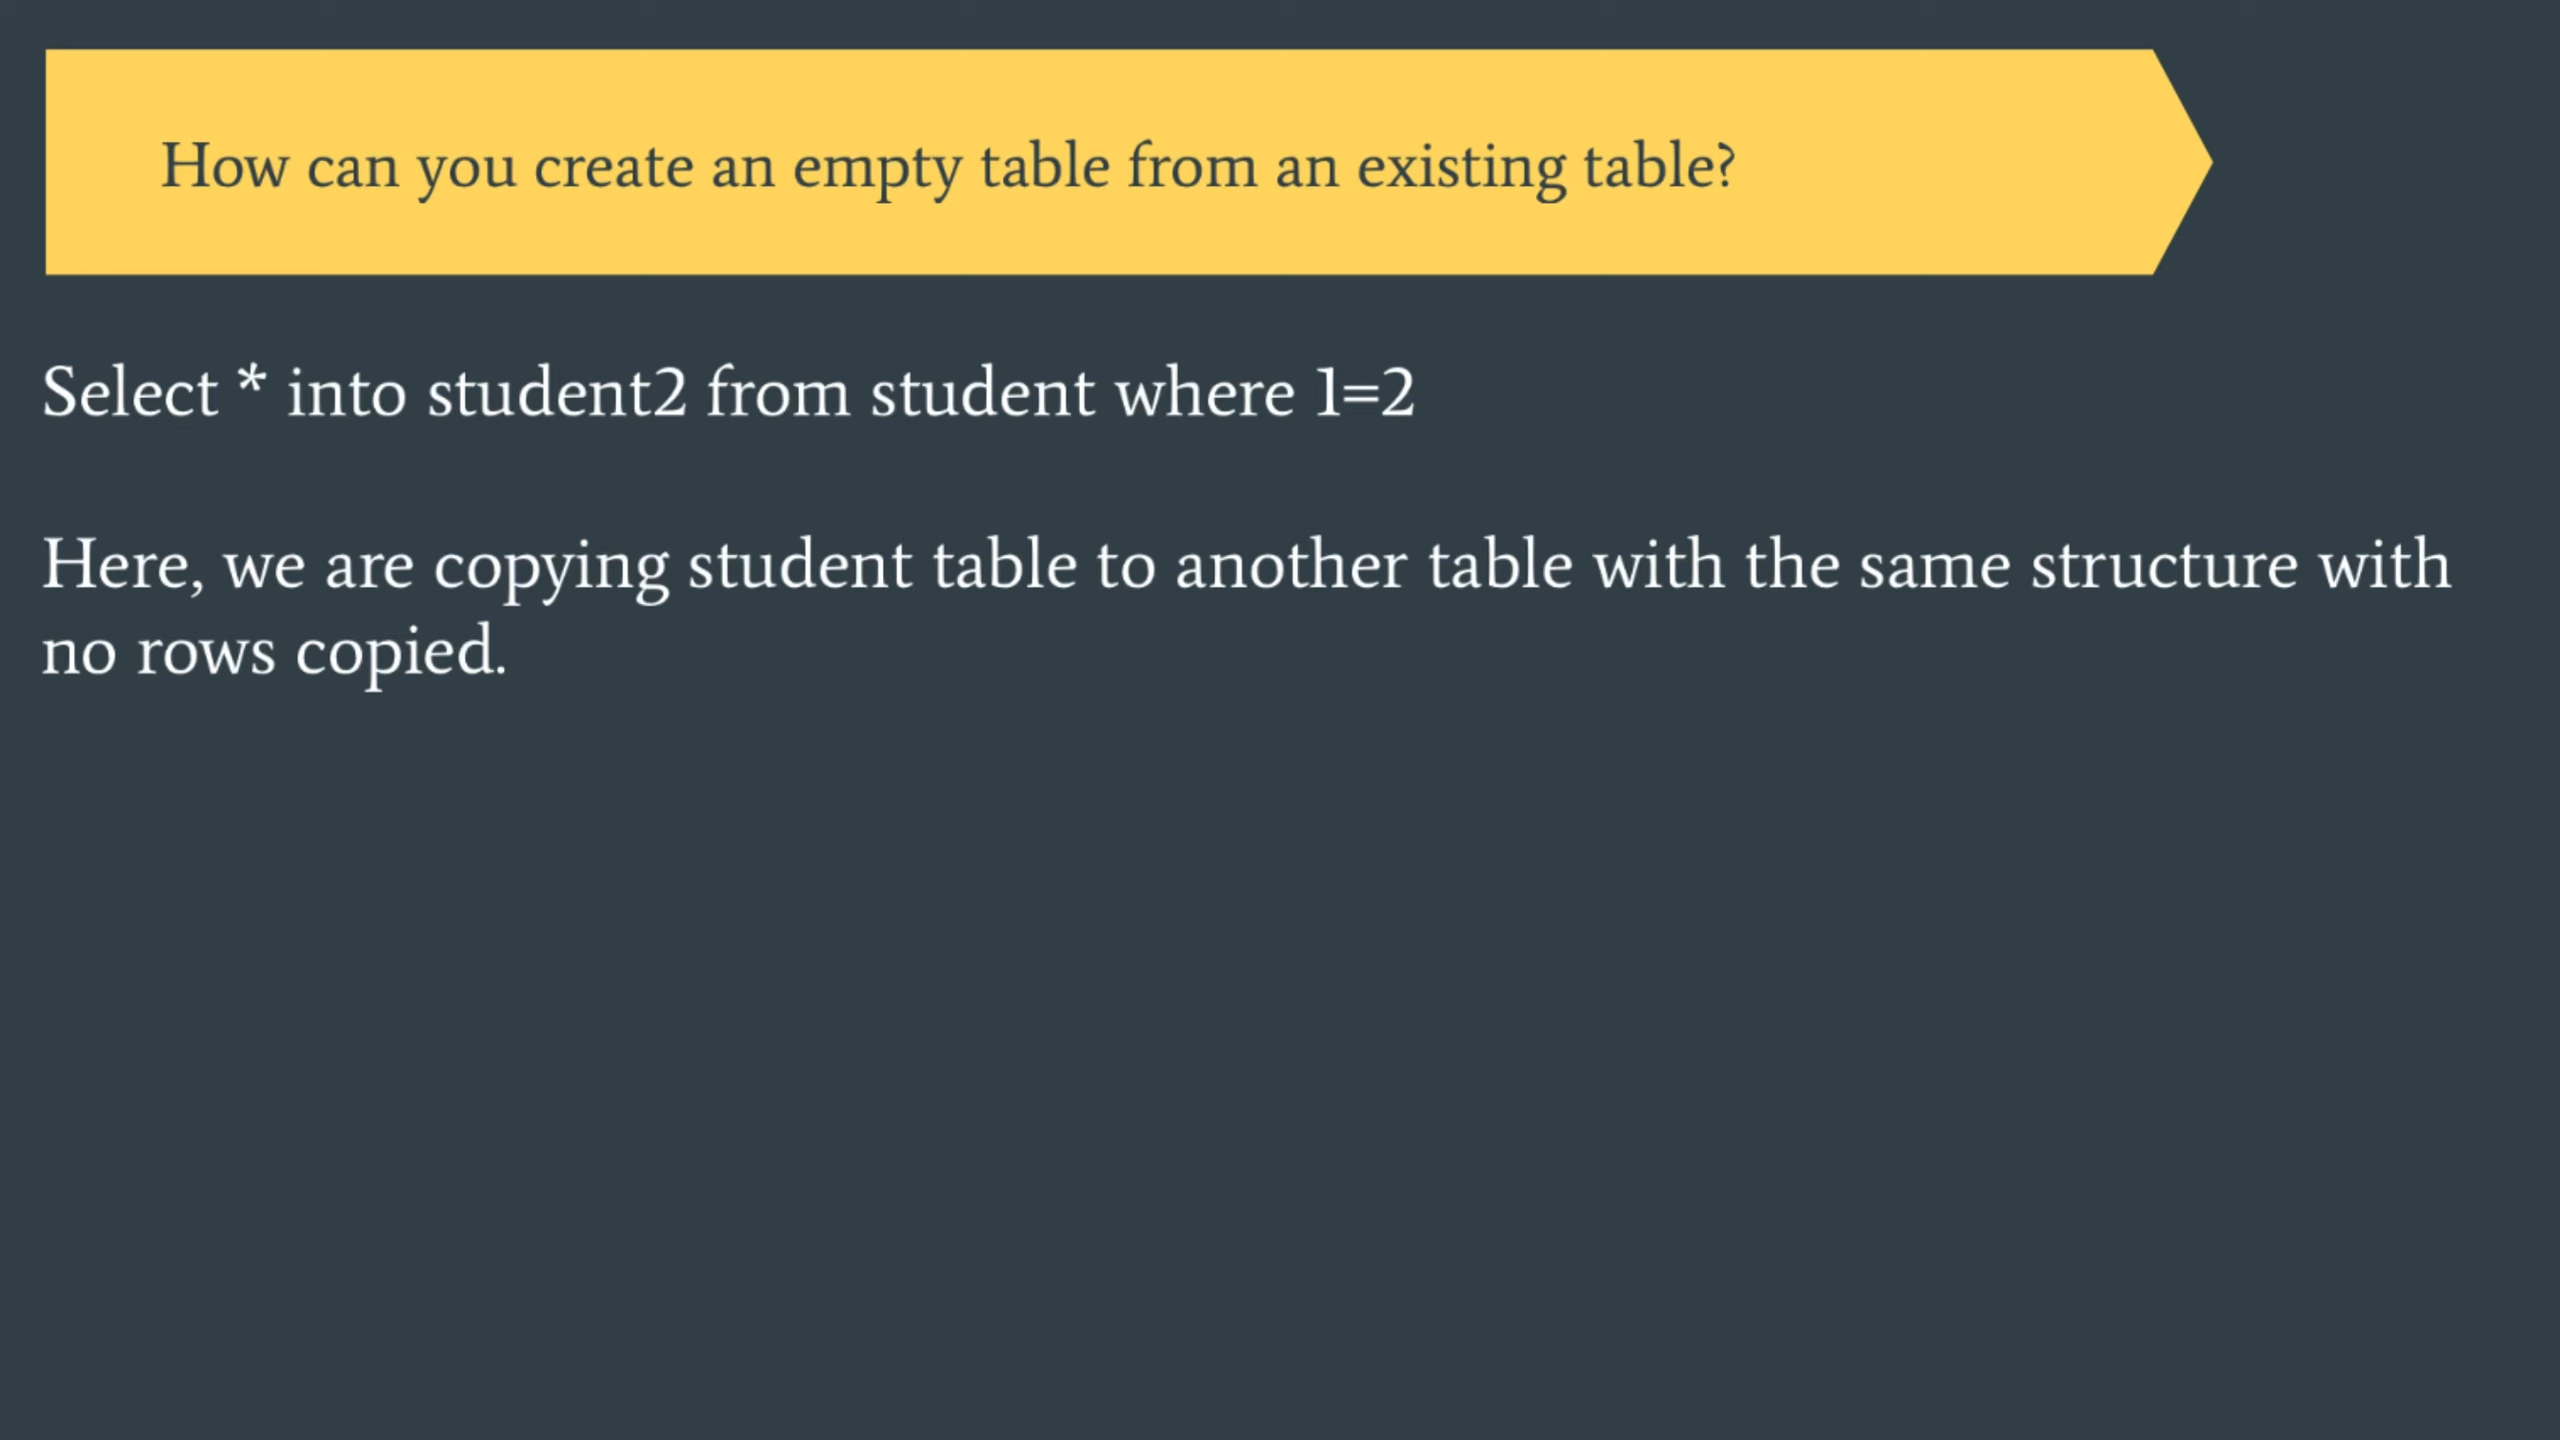 How can you create an empty table from an existing table?
Select * into student2 from student where 1=2
Here, we are copying student table to another table with the same structure with
no rows copied.